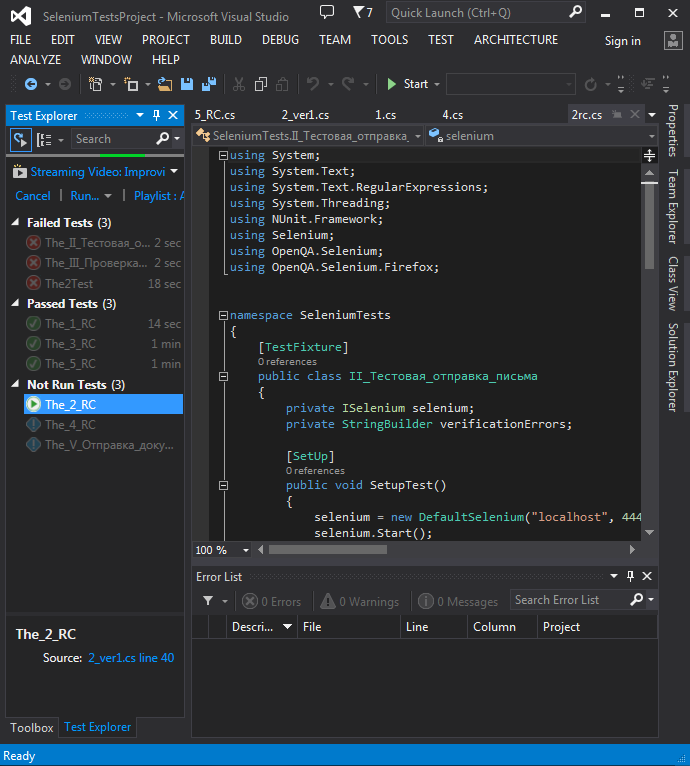 SeleniumTestsProject - Microsoft Visual Studio
7
Quick Launch (Ctrl+Q)
FILE EDIT VIEW PROJECT BUILD DEBUG TEAM TOOLS TEST ARCHITECTURE
Sign in
ANALYZE WINDOW HELP
Start
Test Explorer
Search
Streaming Video: Improvi
Cancel Run... Playlist : A
Failed Tests (3)
The_II_Тестовая_о... 2 sec
The_III_Проверка... 2 sec
The2Test 18 sec
Passed Tests (3)
The_1_RC 14 sec
The_3_RC 1 min
The_5_RC 1 min
Not Run Tests (3)
The_2_RC
The_4_RC
The_V_Отправка_доку...
The_2_RC
Source: 2_ver1.cs line 40
Toolbox Test Explorer
5_RC.cs 2_ver1.cs 1.cs 4.cs 2rc.cs
SeleniumTests.II_Тестовая_отправка_ selenium
using System;
using System.Text;
using System.Text.RegularExpressions;
using System.Threading;
using NUnit.Framework;
using Selenium;
using OpenQA.Selenium;
using OpenQA.Selenium.Firefox;
namespace SeleniumTests
{
[TestFixture]
0 references
public class II_Тестовая_отправка_письма
{
private ISelenium selenium;
private StringBuilder verificationErrors;
[SetUp]
0 references
public void SetupTest()
{
selenium = new DefaultSelenium("localhost", 444
selenium.Start();
100 %
Error List
0 Errors 0 Warnings 0 Messages Search Error List
Descri... File Line Column Project
Properties
Team Explorer
Class View
Solution Explorer
Ready